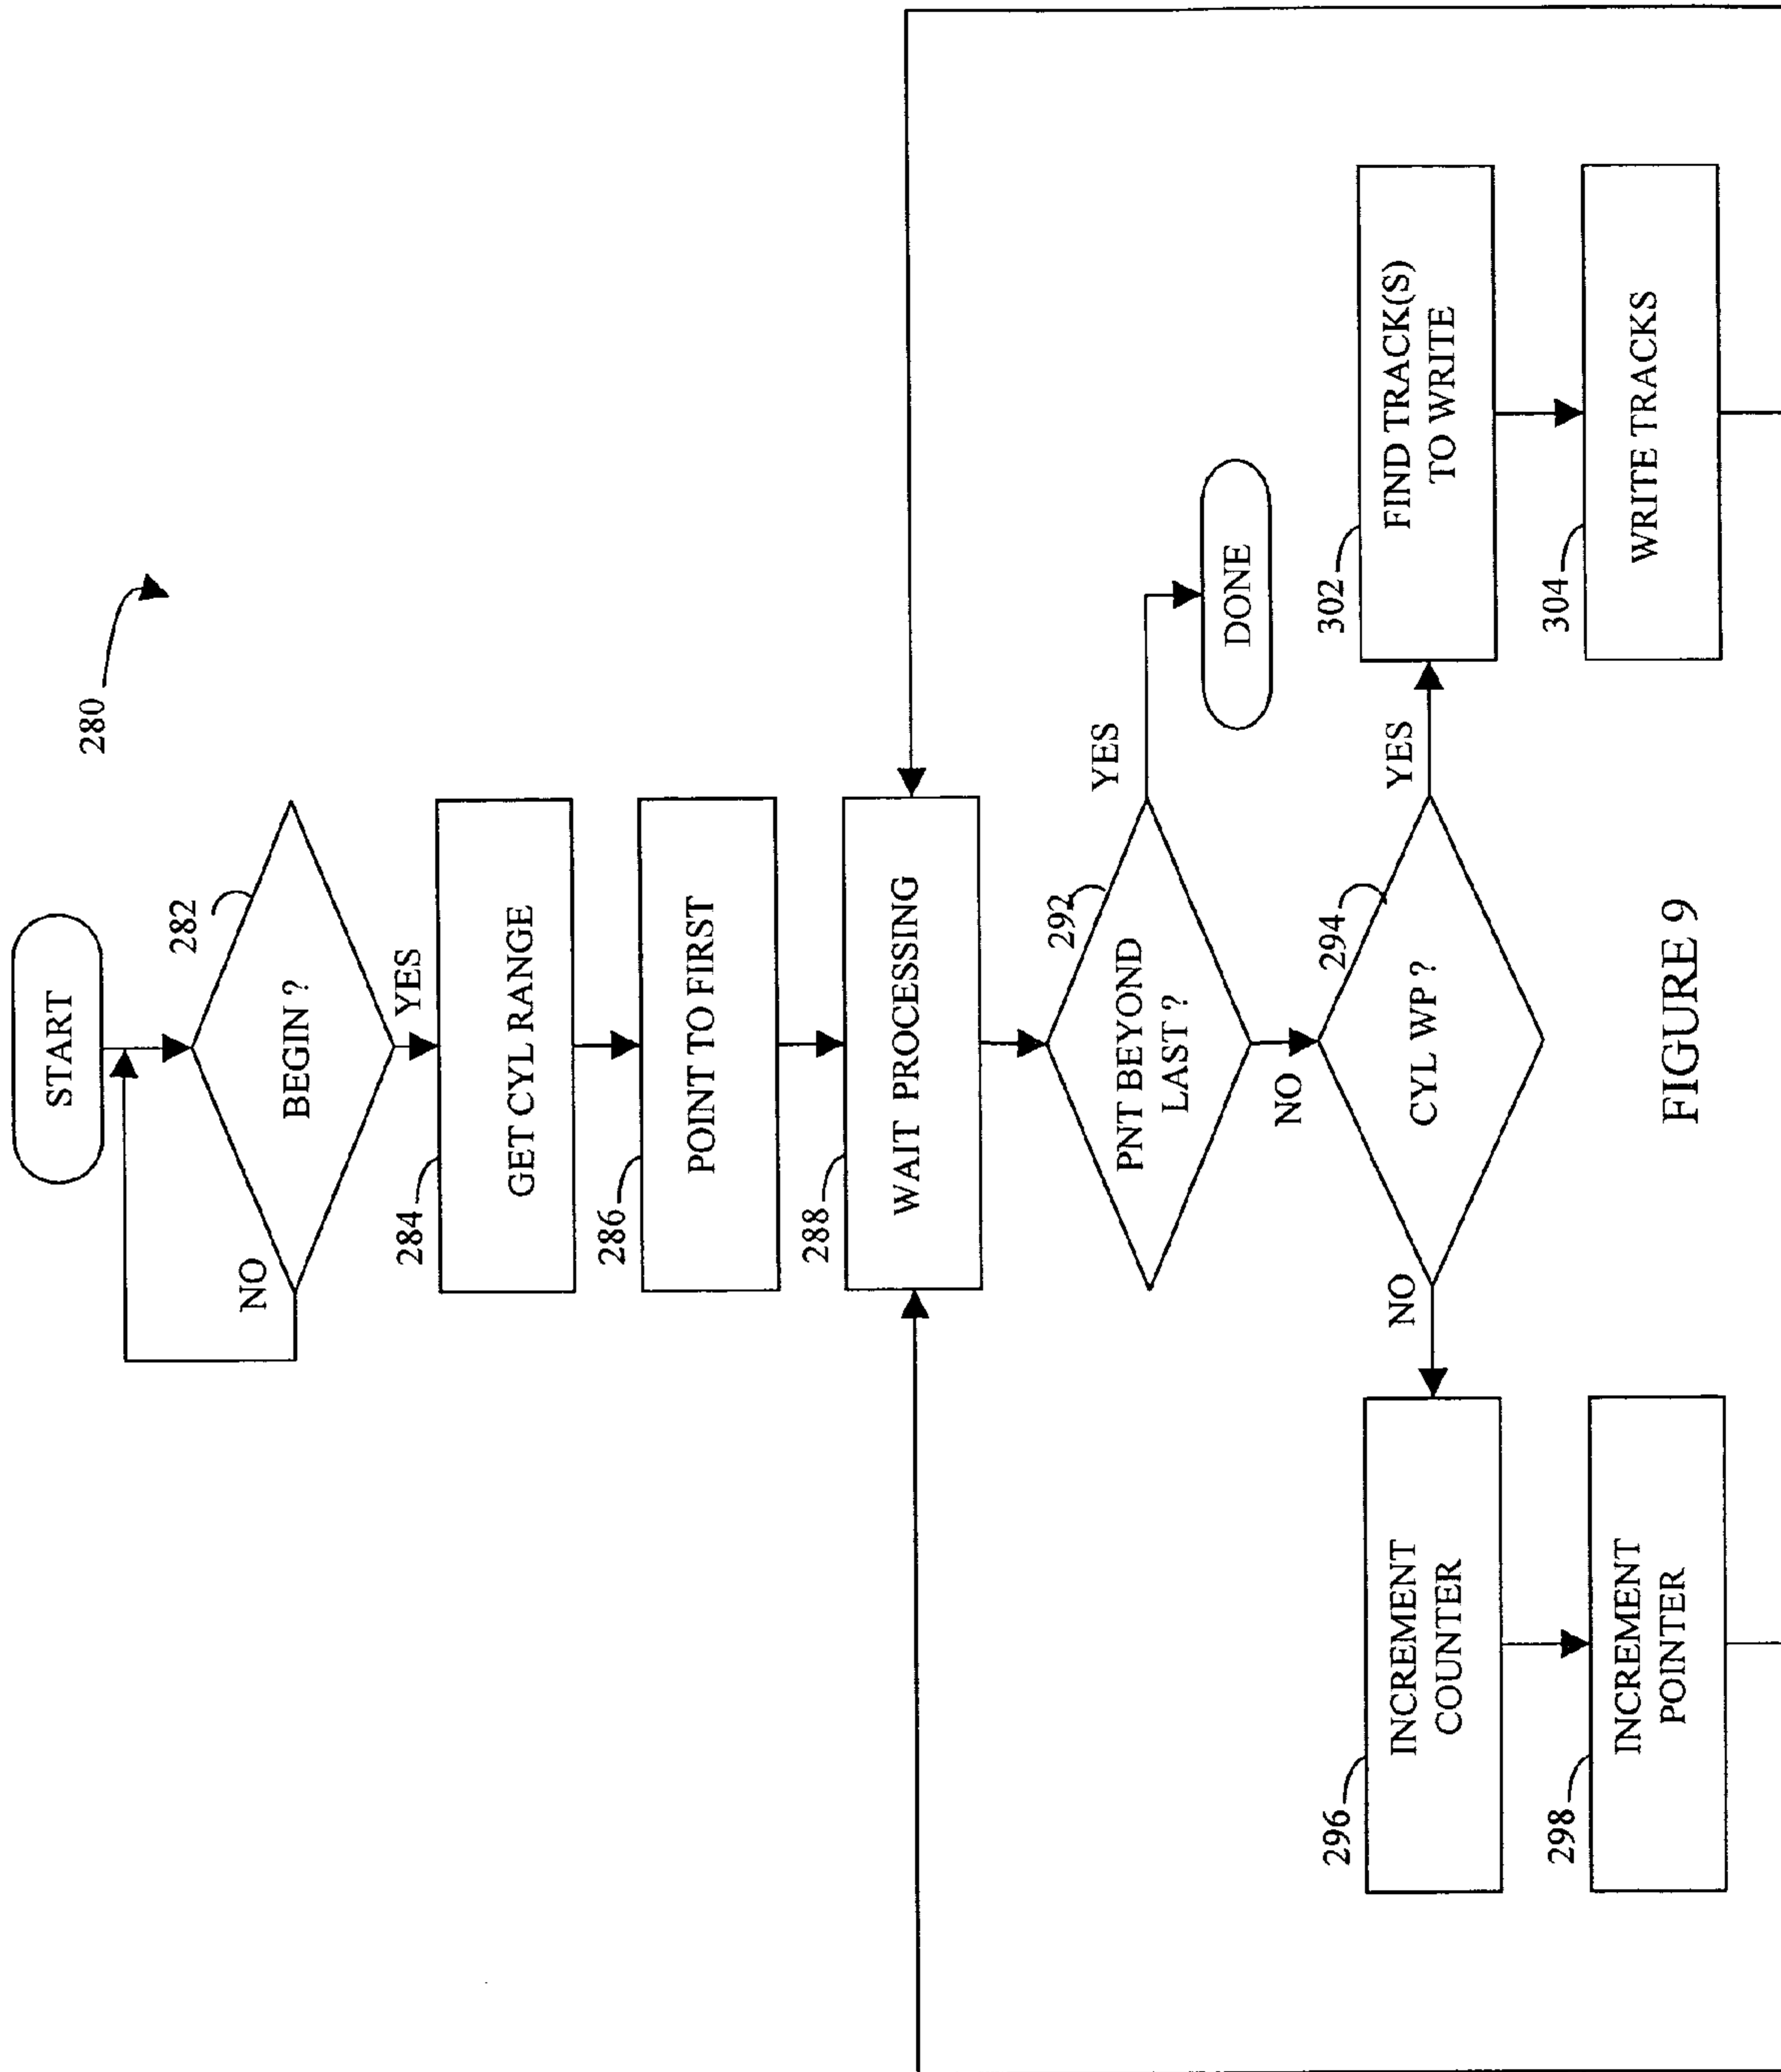 280
START
282
BEGIN ?
NO
YES
284
GET CYL RANGE
286
POINT TO FIRST
288
WAIT PROCESSING
292
PNT BEYOND
LAST ?
YES
DONE
NO
294
CYL WP ?
NO
YES
296
INCREMENT
COUNTER
298
INCREMENT
POINTER
302
FIND TRACK(S)
TO WRITE
304
WRITE TRACKS
FIGURE 9